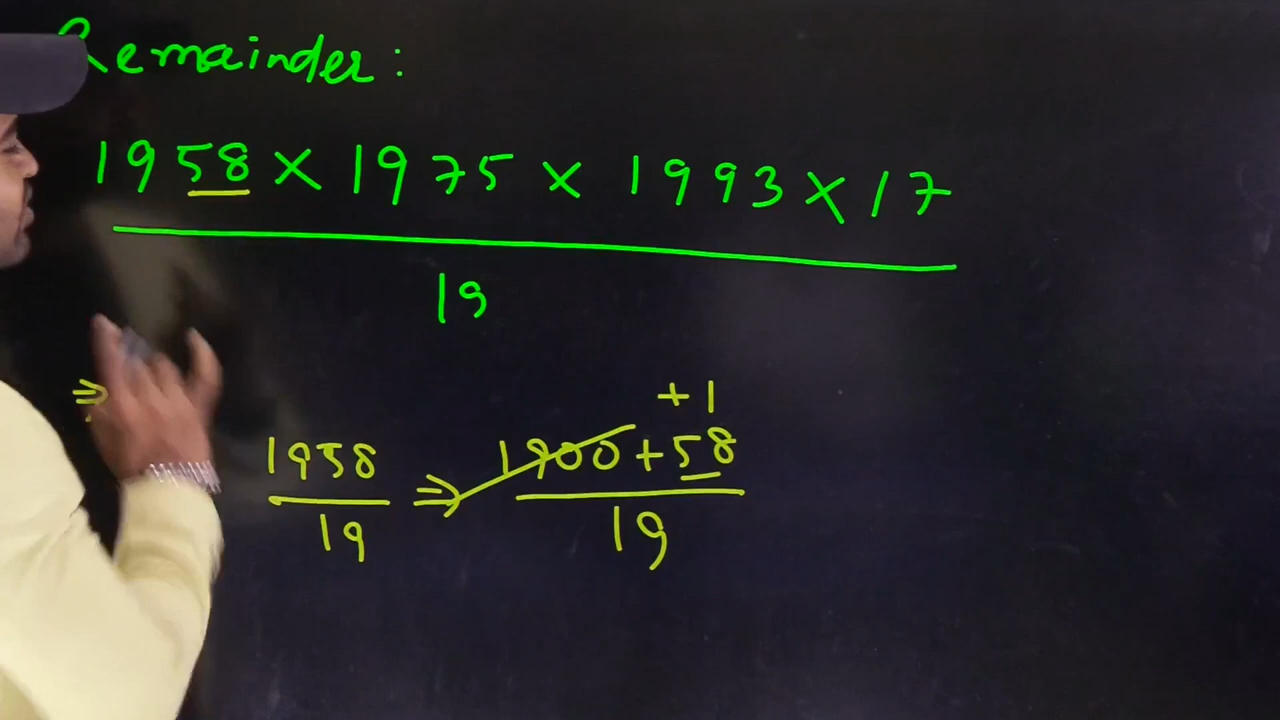 Remainder:
1958 × 1975 × 1993 × 17
19
+ 1
⇒ 1958 ⇒ 1900 + 58
19 19